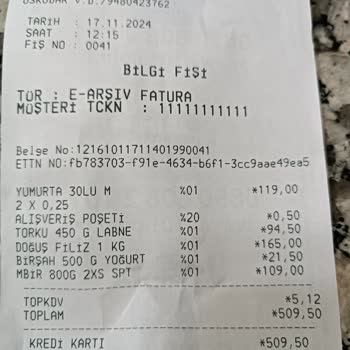 ÜSKÜDAR V.D./9480423762
TARİH : 17.11.2024
SAAT : 12:15
FİŞ NO : 0041
BİLGİ FİŞİ
TÜR : E-ARŞİV FATURA
MÜŞTERİ TCKN : 11111111111
Belge No:12161011711401990041
ETTN NO:fb783703-f91e-4634-b6f1-3cc9aae49ea5
YUMURTA 30LU M %01 *119,00
2 X 0,25
ALIŞVERİŞ POŞETİ %20 *0,50
TORKU 450 G LABNE %01 *94,50
DOĞUŞ FİLİZ 1 KG %01 *165,00
BİRŞAH 500 G YOĞURT %01 *21,50
MBİR 800G 2XS SPT %01 *109,00
TOPKDV *5,12
TOPLAM *509,50
KREDİ KARTI *509,50